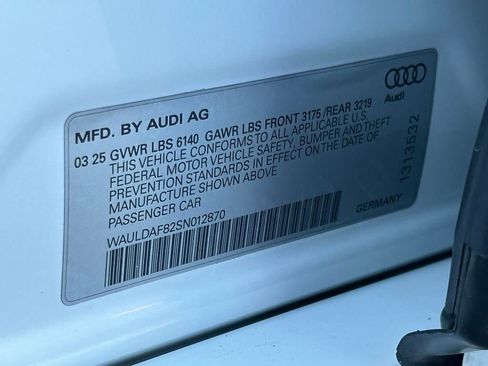 MFD. BY AUDI AG
Audi
03 25 GVWR LBS 6140 GAWR LBS FRONT 3175 /REAR 3219
THIS VEHICLE CONFORMS TO ALL APPLICABLE U.S.
FEDERAL MOTOR VEHICLE SAFETY, BUMPER, AND THEFT
PREVENTION STANDARDS IN EFFECT ON THE DATE OF
MANUFACTURE SHOWN ABOVE
PASSENGER CAR
WAULDAF82SN012870
GERMANY
1313532